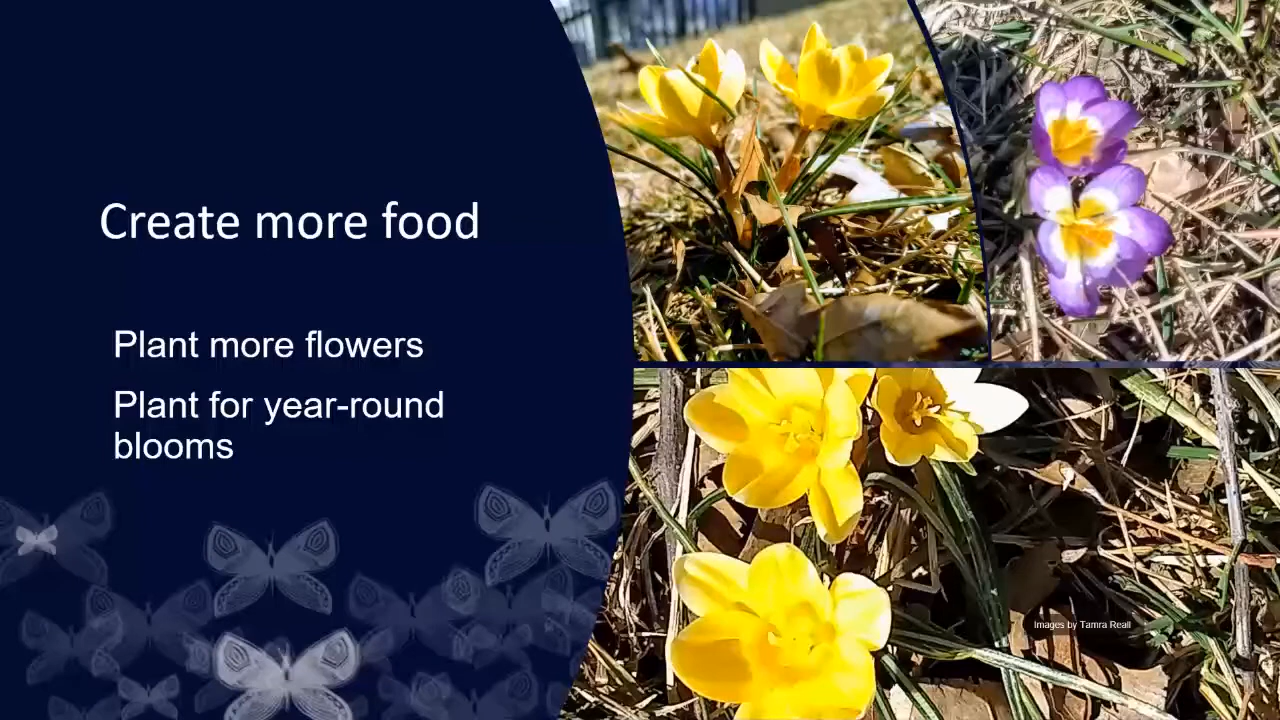 Create more food
Plant more flowers
Plant for year-round
blooms
Images by Tamra Reall